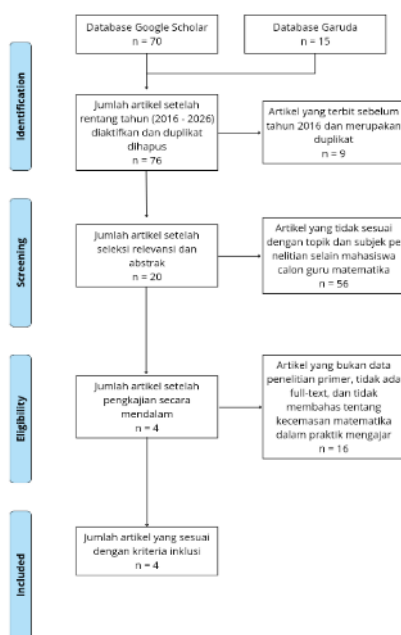 Database Google Scholar
n = 70
Database Garuda
n = 15
Identification
Jumlah artikel setelah
rentang tahun (2016 - 2026)
diaktifkan dan duplikat
dihapus
n = 76
Artikel yang terbit sebelum
tahun 2016 dan merupakan
duplikat
n = 9
Screening
Jumlah artikel setelah
seleksi relevansi dan
abstrak
n = 20
Artikel yang tidak sesuai
dengan topik dan subjek pe
nelitian selain mahasiswa
calon guru matematika
n = 56
Eligibility
Jumlah artikel setelah
pengkajian secara
mendalam
n = 4
Artikel yang bukan data
penelitian primer, tidak ada
full-text, dan tidak
membahas tentang
kecemasan matematika
dalam praktik mengajar
n = 16
Included
Jumlah artikel yang sesuai
dengan kriteria inklusi
n = 4